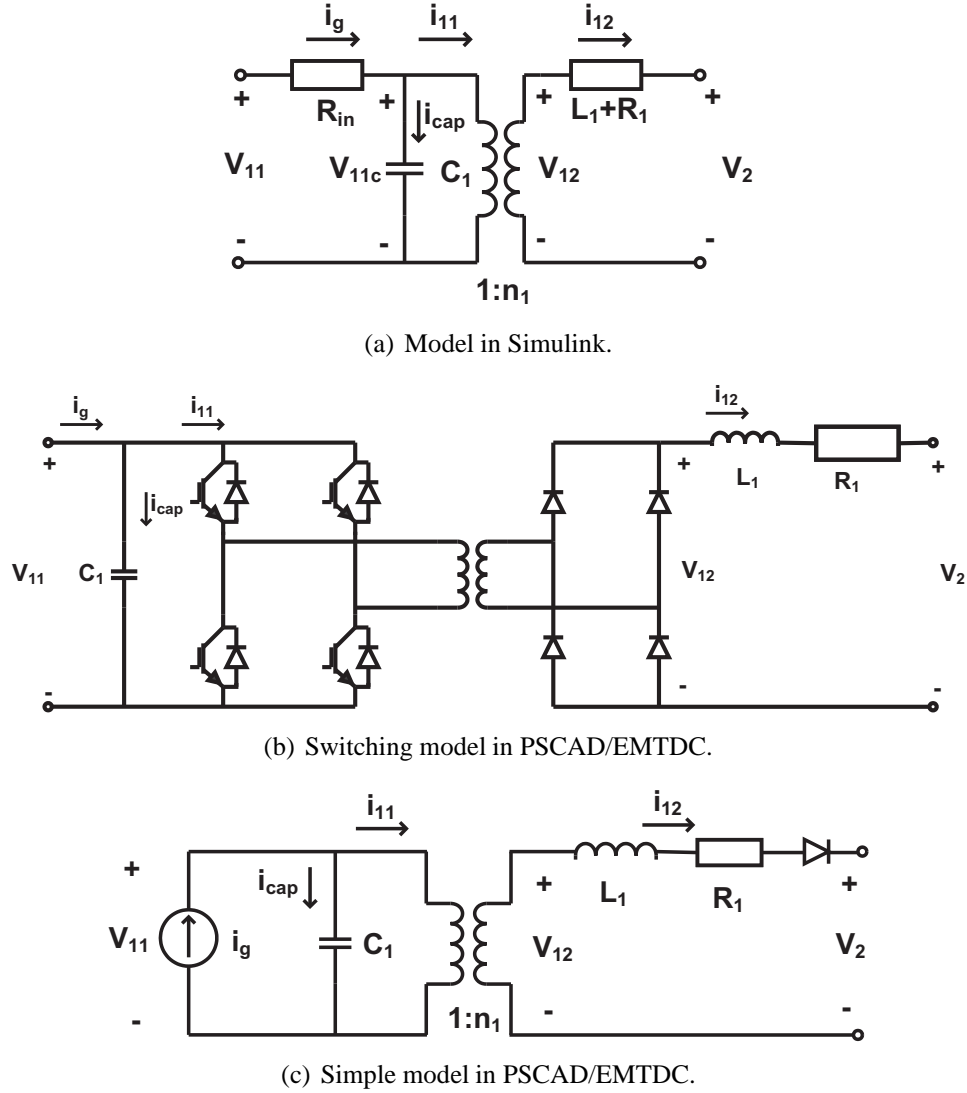 i_g i_11 i_12
+ R_in + i_cap + L_1+R_1 +
V_11 V_11c C_1 V_12 V_2
- - - -
1:n_1
(a) Model in Simulink.
i_g i_11 i_12
+ i_cap + L_1 R_1 +
V_11 C_1 V_12 V_2
- - -
(b) Switching model in PSCAD/EMTDC.
i_11 i_12
+ i_cap + L_1 R_1 +
V_11 i_g C_1 V_12 V_2
- 1:n_1 - -
(c) Simple model in PSCAD/EMTDC.